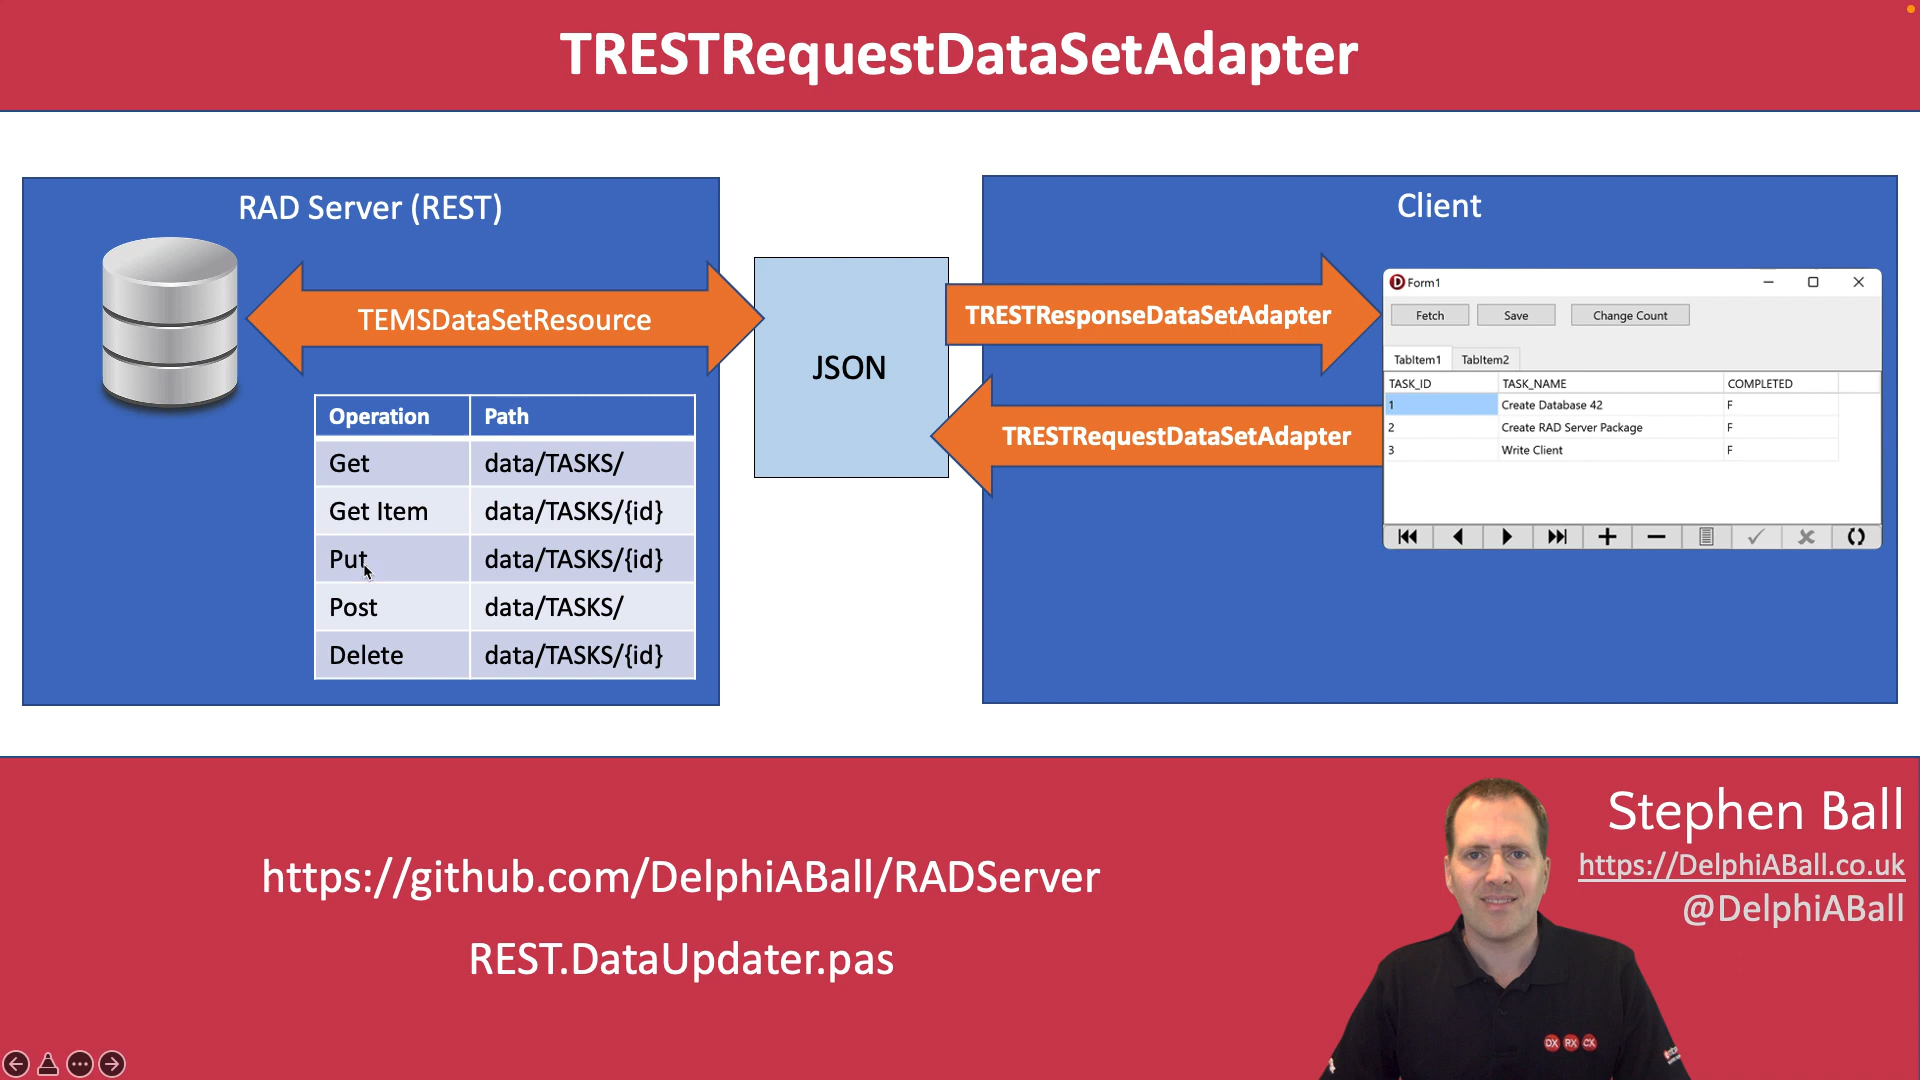 TRESTRequestDataSetAdapter
RAD Server (REST)
TEMSDataSetResource
Operation Path
Get data/TASKS/
Get Item data/TASKS/{id}
Put data/TASKS/{id}
Post data/TASKS/
Delete data/TASKS/{id}
JSON
Client
TRESTResponseDataSetAdapter
TRESTRequestDataSetAdapter
Form1
Fetch Save Change Count
TabItem1 TabItem2
TASK_ID TASK_NAME COMPLETED
1 Create Database 42 F
2 Create RAD Server Package F
3 Write Client F
https://github.com/DelphiABall/RADServer
REST.DataUpdater.pas
Stephen Ball
https://DelphiABall.co.uk
@DelphiABall
DX RX CX